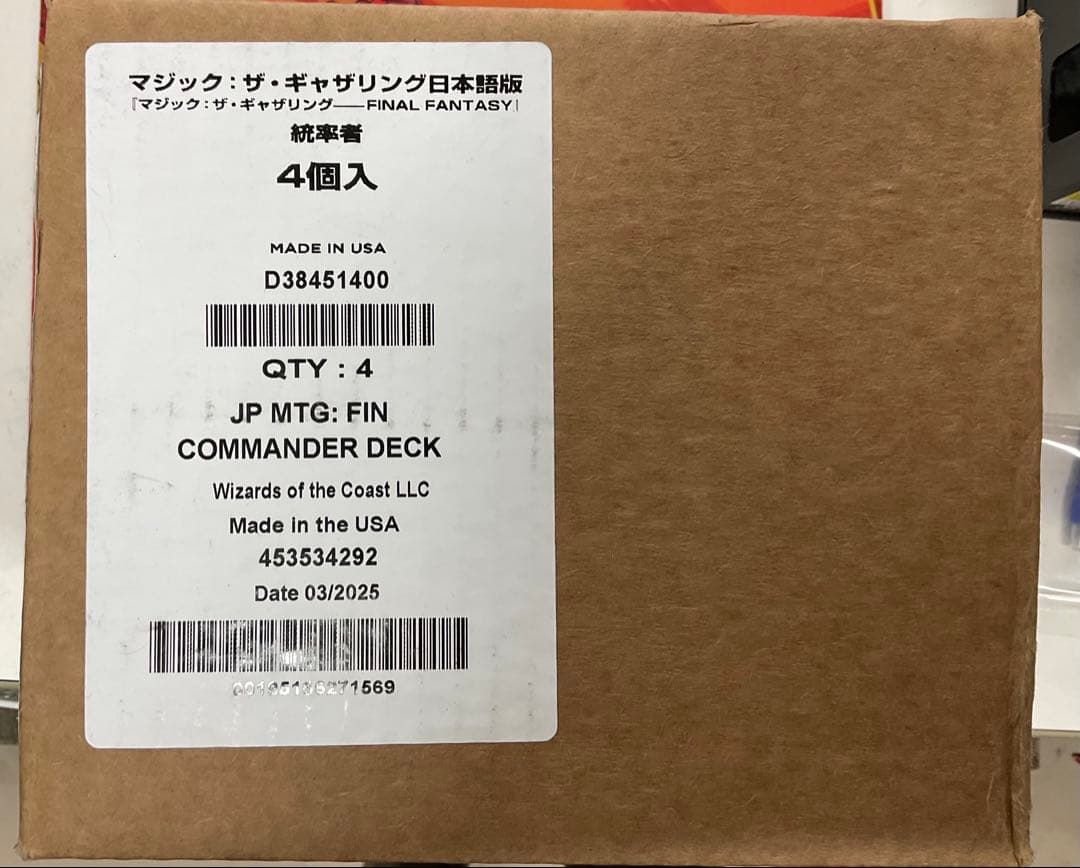 マジック：ザ・ギャザリング日本語版
『マジック：ザ・ギャザリング——FINAL FANTASY』
統率者
4個入
MADE IN USA
D38451400
QTY : 4
JP MTG: FIN
COMMANDER DECK
Wizards of the Coast LLC
Made in the USA
453534292
Date 03/2025